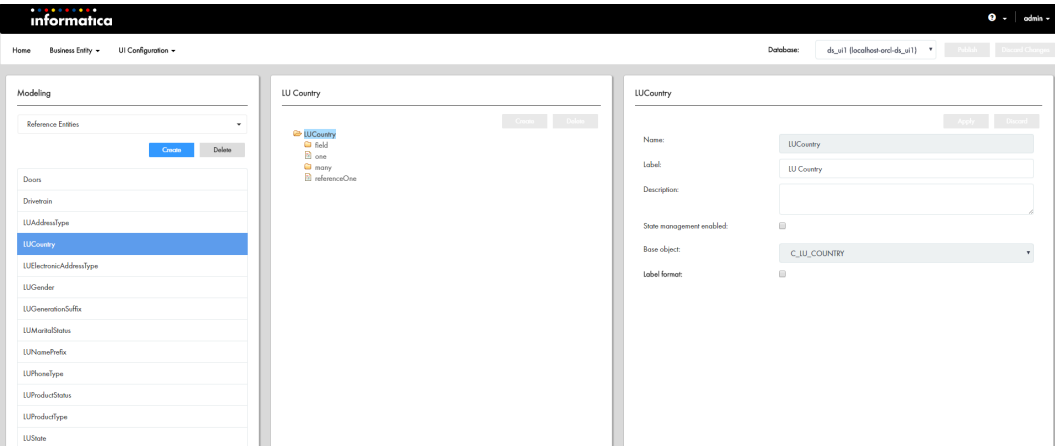 informatica
admin
Home Business Entity UI Configuration Database: ds_ui1 (localhost-orcl-ds_ui1) Publish Discard Changes
Modeling
Reference Entities
Create Delete
Doors
Drivetrain
LUAddressType
LUCountry
LUElectronicAddressType
LUGender
LUGenerationSuffix
LUMaritalStatus
LUNamePrefix
LUPhoneType
LUProductStatus
LUProductType
LUState
LU Country
Create Delete
LUCountry
field
one
many
referenceOne
LUCountry
Apply Discard
Name: LUCountry
Label: LU Country
Description:
State management enabled:
Base object: C_LU_COUNTRY
Label format: